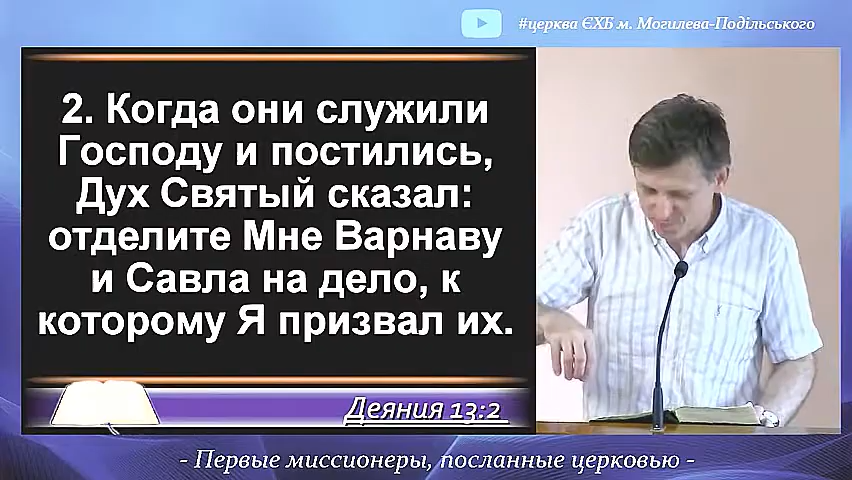 #церква ЄХБ м. Могилева-Подільського
2. Когда они служили
Господу и постились,
Дух Святый сказал:
отделите Мне Варнаву
и Савла на дело, к
которому Я призвал их.
Деяния 13:2
- Первые миссионеры, посланные церковью -